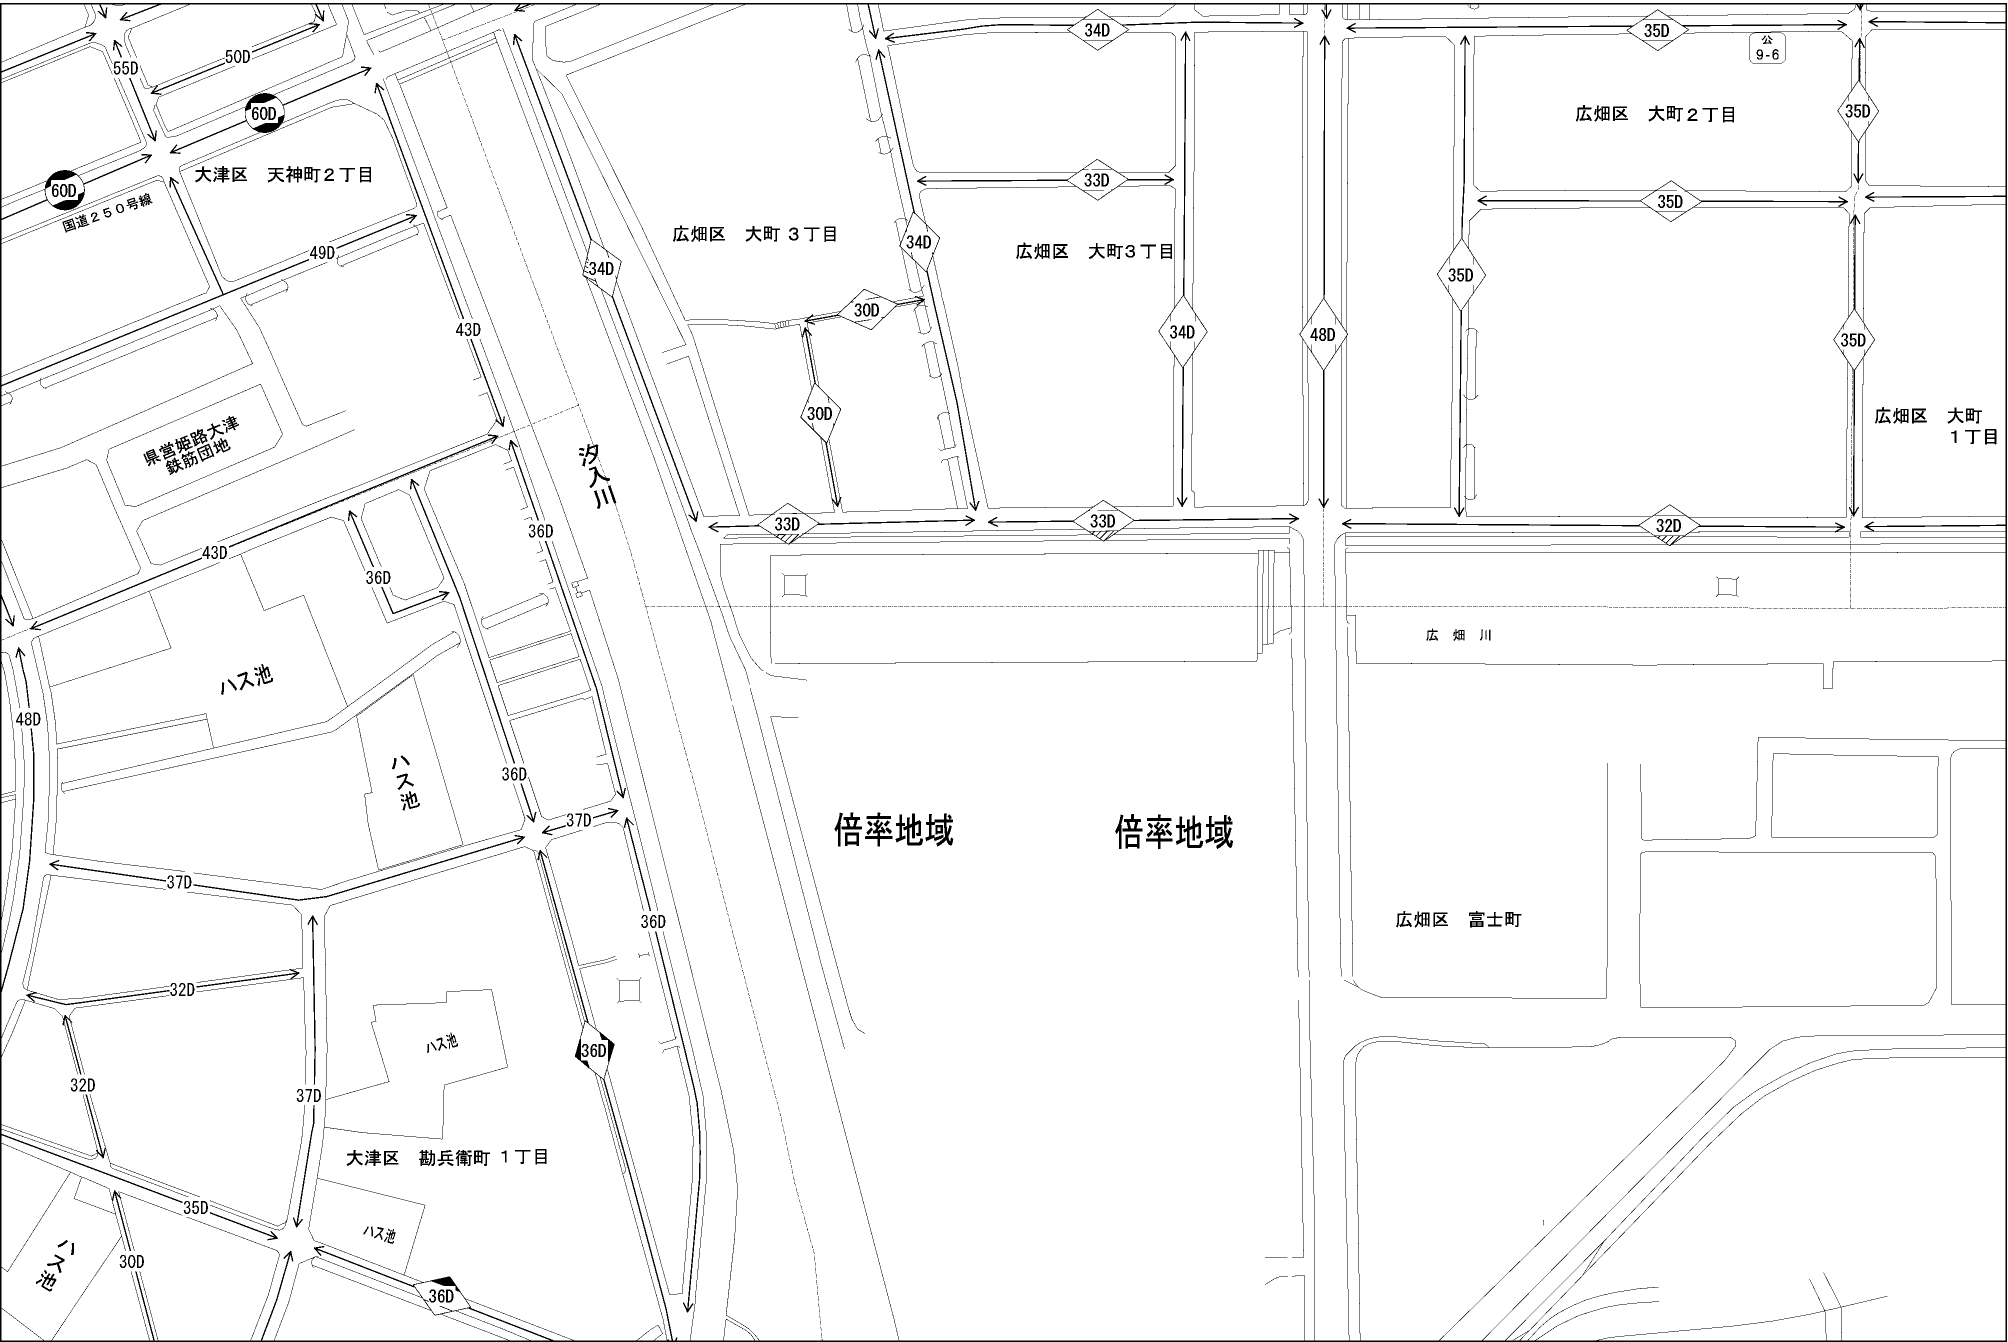 34D
35D
公
9-6
50D
55D
60D
35D
広畑区 大町2丁目
大津区 天神町2丁目
60D
33D
35D
国道250号線
広畑区 大町 3丁目
34D
広畑区 大町3丁目
49D
34D
35D
30D
43D
34D
48D
35D
30D
広畑区 大町
1丁目
県営姫路大津
鉄筋団地
汐入川
36D
33D
33D
32D
43D
36D
広 畑 川
ハス池
48D
ハス池
36D
37D
倍率地域
倍率地域
37D
36D
広畑区 富士町
32D
ハス池
36D
32D
37D
大津区 勘兵衛町 1丁目
35D
ハス池
ハス池
30D
36D